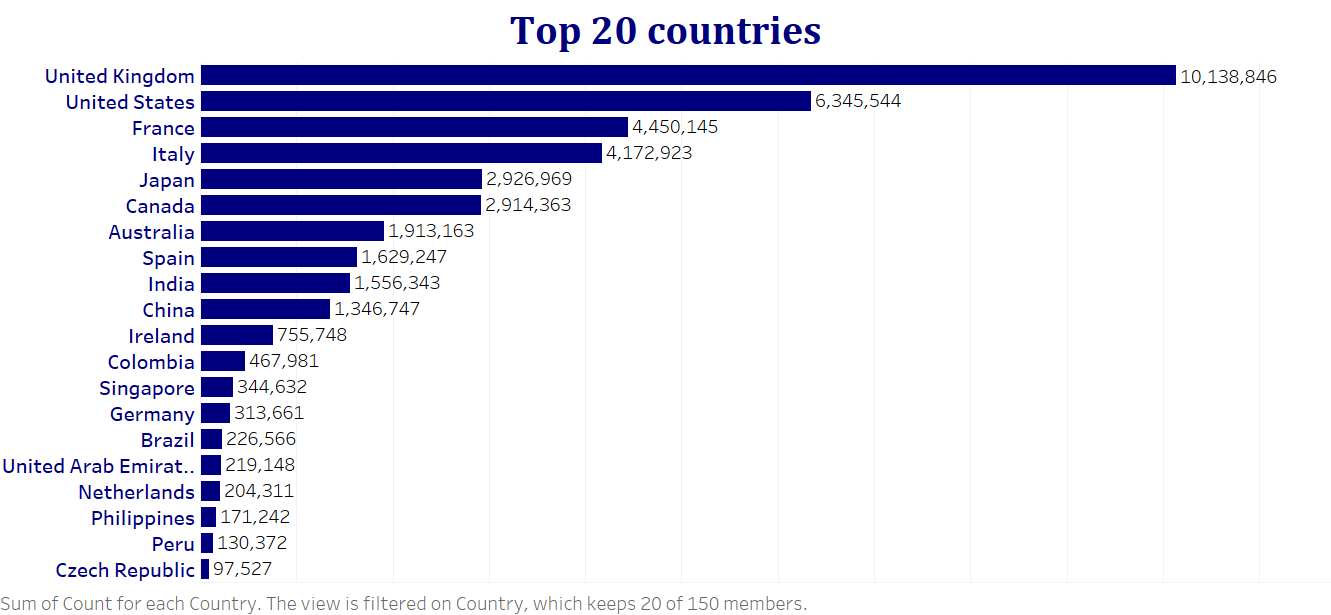 Top 20 countries
United Kingdom 10,138,846
United States 6,345,544
France 4,450,145
Italy 4,172,923
Japan 2,926,969
Canada 2,914,363
Australia 1,913,163
Spain 1,629,247
India 1,556,343
China 1,346,747
Ireland 755,748
Colombia 467,981
Singapore 344,632
Germany 313,661
Brazil 226,566
United Arab Emirat.. 219,148
Netherlands 204,311
Philippines 171,242
Peru 130,372
Czech Republic 97,527
Sum of Count for each Country. The view is filtered on Country, which keeps 20 of 150 members.